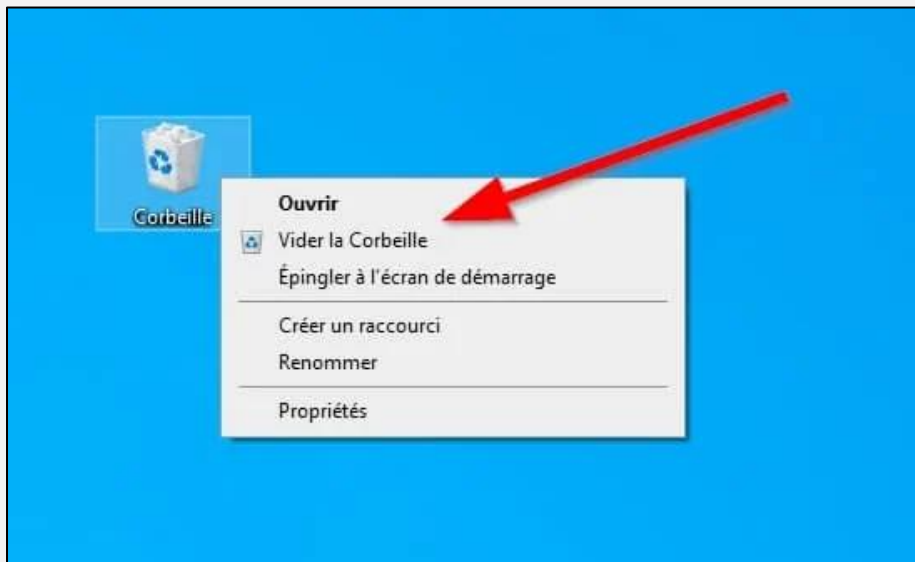 Corbeille
Ouvrir
Vider la Corbeille
Épingler à l'écran de démarrage
Créer un raccourci
Renommer
Propriétés